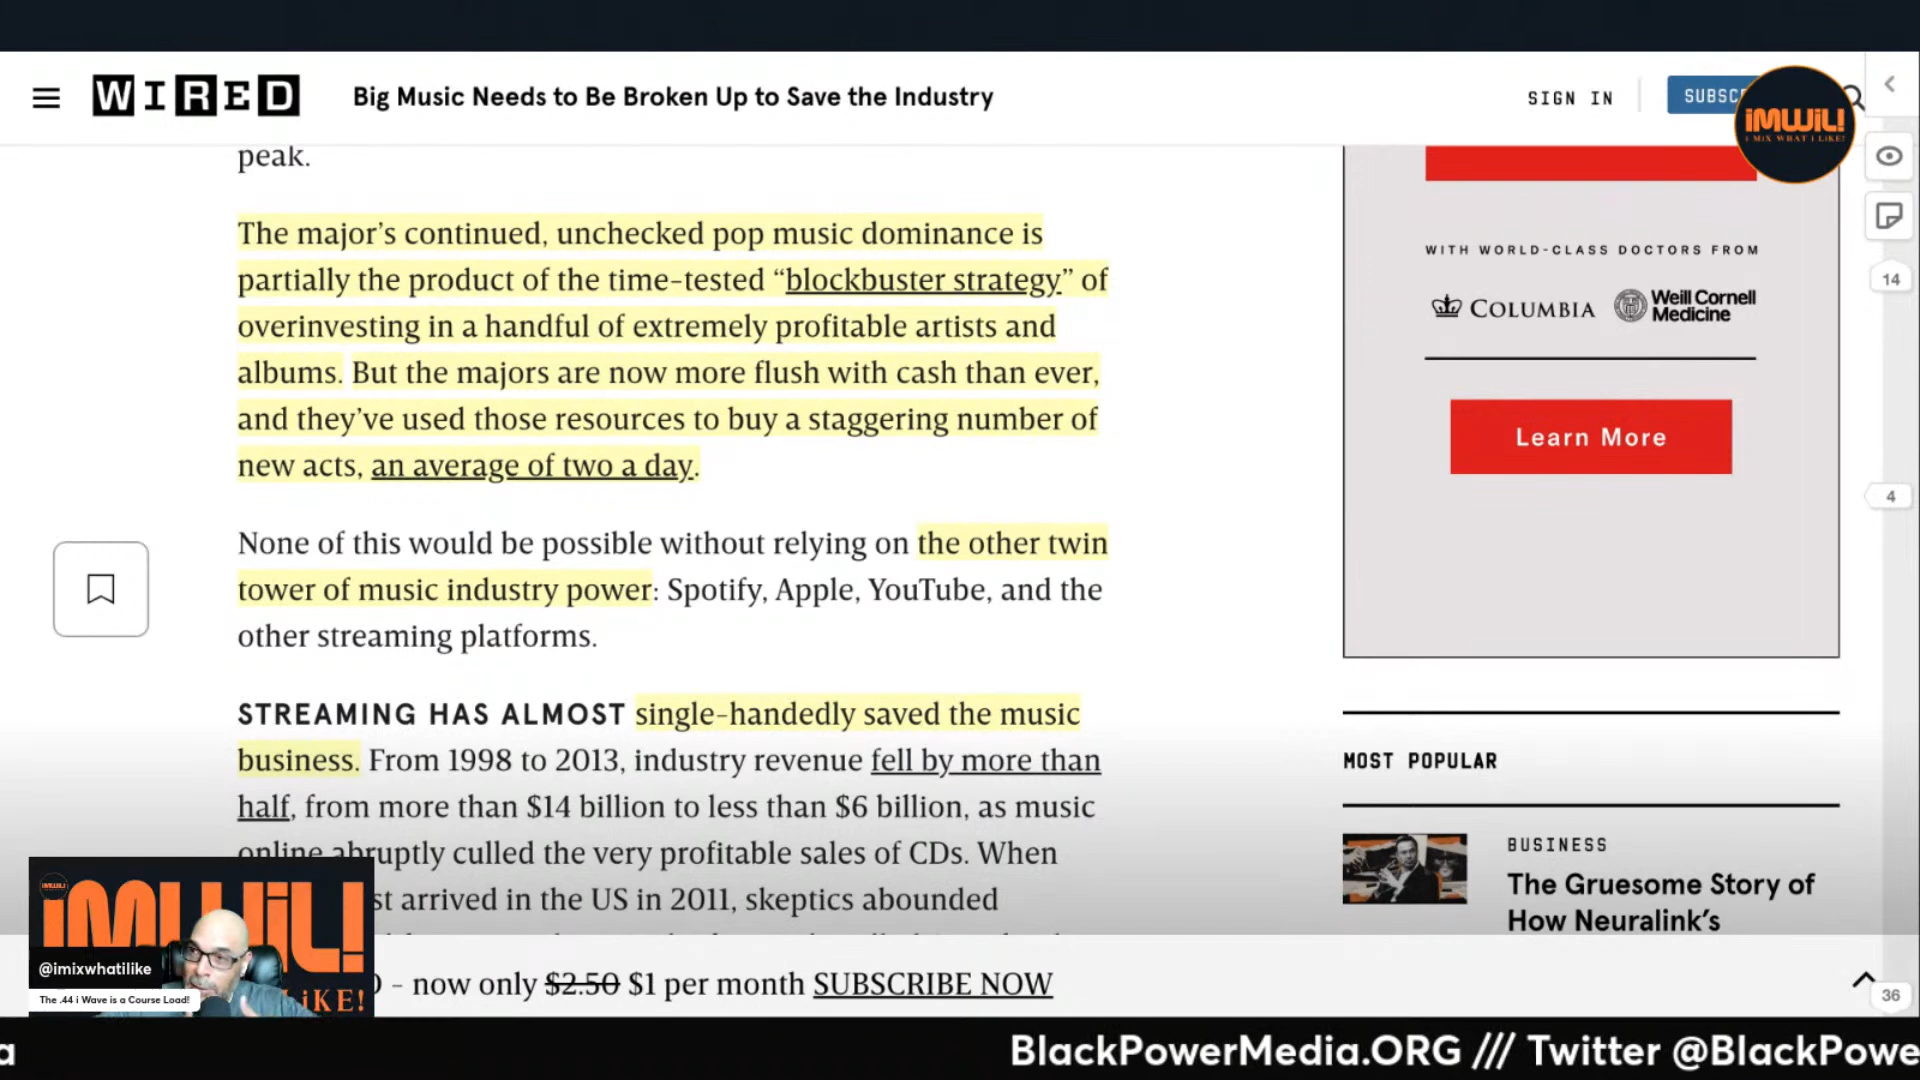 WIRED
Big Music Needs to Be Broken Up to Save the Industry
SIGN IN
SUBSC
iMWiL!
i MiX WHAT i LiKE!
peak.
The major’s continued, unchecked pop music dominance is
partially the product of the time-tested “blockbuster strategy” of
overinvesting in a handful of extremely profitable artists and
albums. But the majors are now more flush with cash than ever,
and they’ve used those resources to buy a staggering number of
new acts, an average of two a day.
None of this would be possible without relying on the other twin
tower of music industry power: Spotify, Apple, YouTube, and the
other streaming platforms.
STREAMING HAS ALMOST single-handedly saved the music
business. From 1998 to 2013, industry revenue fell by more than
half, from more than $14 billion to less than $6 billion, as music
online abruptly culled the very profitable sales of CDs. When
st arrived in the US in 2011, skeptics abounded
- now only $2.50 $1 per month SUBSCRIBE NOW
WITH WORLD-CLASS DOCTORS FROM
COLUMBIA
Weill Cornell
Medicine
Learn More
MOST POPULAR
BUSINESS
The Gruesome Story of
How Neuralink’s
14
4
36
iMWiL!
@imixwhatilike
The .44 i Wave is a Course Load!
LiKE!
a
BlackPowerMedia.ORG /// Twitter @BlackPowe